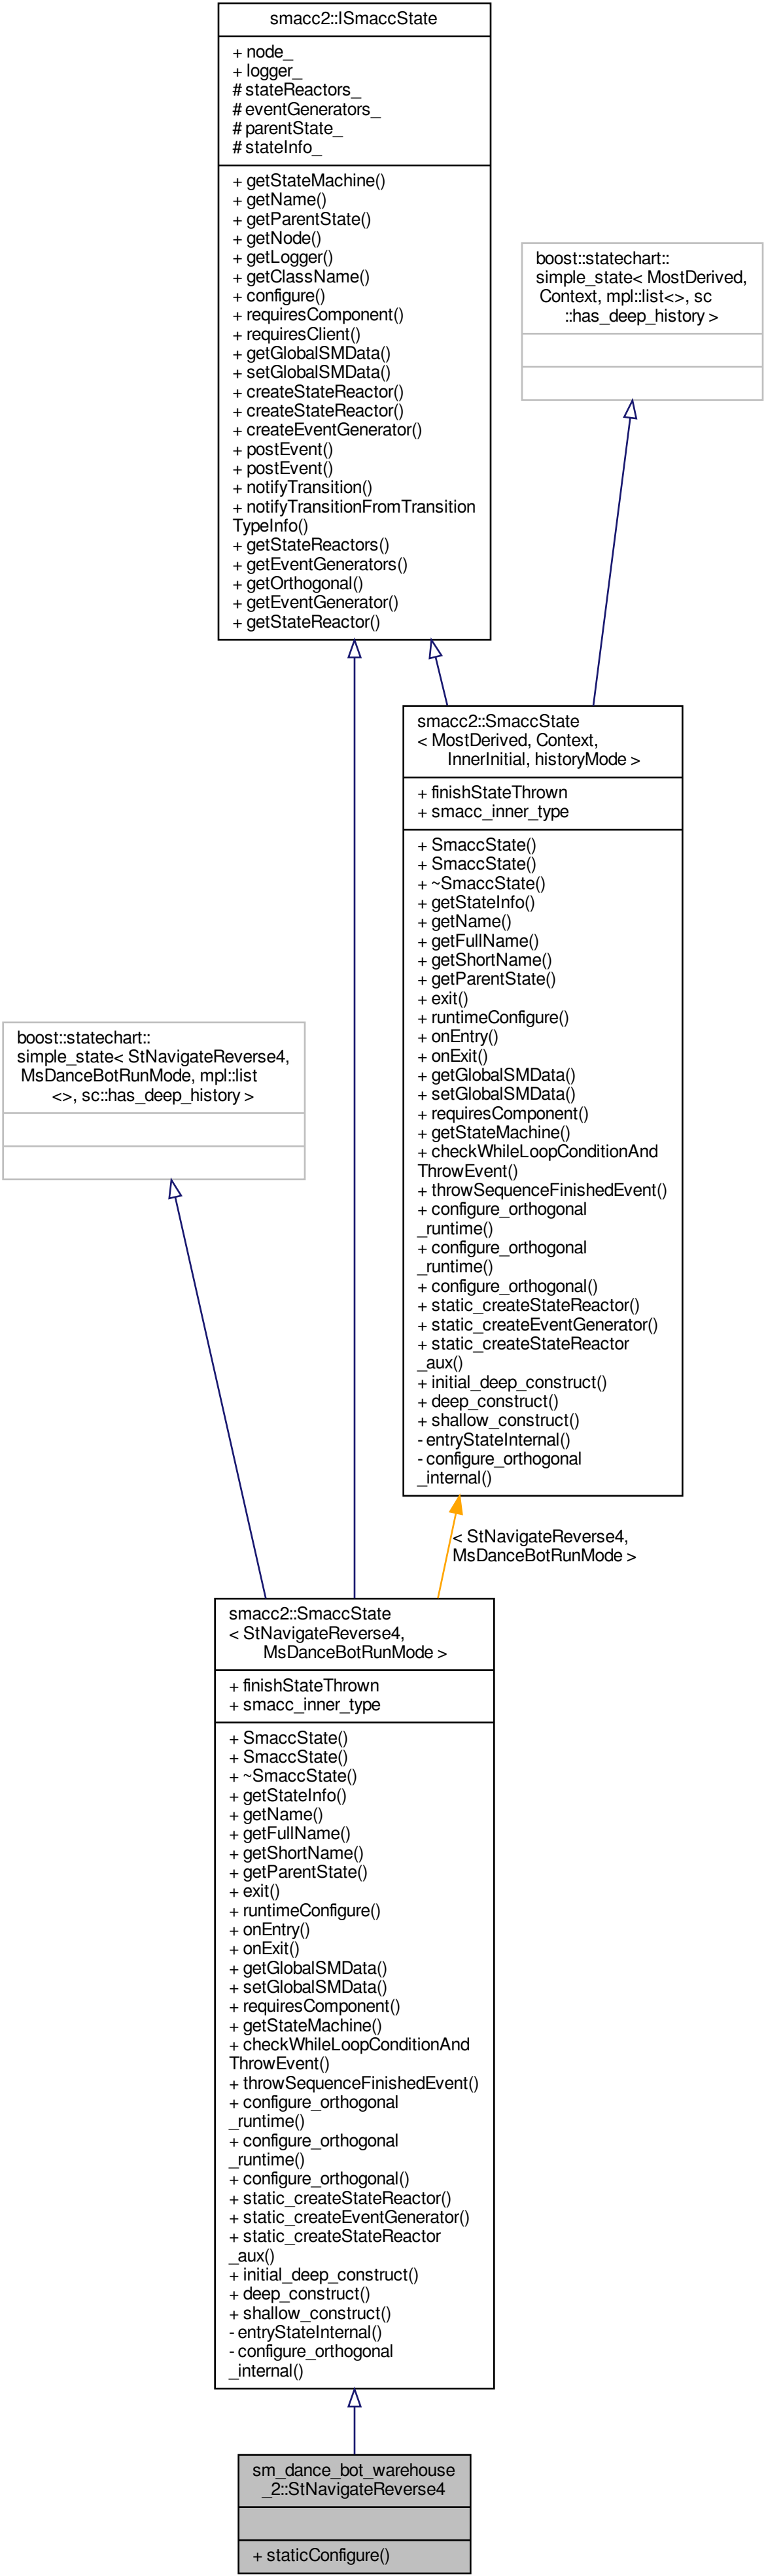 smacc2::ISmaccState
+ node_
+ logger_
# stateReactors_
# eventGenerators_
# parentState_
# stateInfo_
+ getStateMachine()
+ getName()
+ getParentState()
+ getNode()
+ getLogger()
+ getClassName()
+ configure()
+ requiresComponent()
+ requiresClient()
+ getGlobalSMData()
+ setGlobalSMData()
+ createStateReactor()
+ createStateReactor()
+ createEventGenerator()
+ postEvent()
+ postEvent()
+ notifyTransition()
+ notifyTransitionFromTransition
TypeInfo()
+ getStateReactors()
+ getEventGenerators()
+ getOrthogonal()
+ getEventGenerator()
+ getStateReactor()
boost::statechart::
simple_state< MostDerived,
Context, mpl::list<>, sc
::has_deep_history >
smacc2::SmaccState
< MostDerived, Context,
InnerInitial, historyMode >
+ finishStateThrown
+ smacc_inner_type
+ SmaccState()
+ SmaccState()
+ ~SmaccState()
+ getStateInfo()
+ getName()
+ getFullName()
+ getShortName()
+ getParentState()
+ exit()
+ runtimeConfigure()
+ onEntry()
+ onExit()
+ getGlobalSMData()
+ setGlobalSMData()
+ requiresComponent()
+ getStateMachine()
+ checkWhileLoopConditionAnd
ThrowEvent()
+ throwSequenceFinishedEvent()
+ configure_orthogonal
_runtime()
+ configure_orthogonal
_runtime()
+ configure_orthogonal()
+ static_createStateReactor()
+ static_createEventGenerator()
+ static_createStateReactor
_aux()
+ initial_deep_construct()
+ deep_construct()
+ shallow_construct()
- entryStateInternal()
- configure_orthogonal
_internal()
boost::statechart::
simple_state< StNavigateReverse4,
MsDanceBotRunMode, mpl::list
<>, sc::has_deep_history >
< StNavigateReverse4,
MsDanceBotRunMode >
smacc2::SmaccState
< StNavigateReverse4,
MsDanceBotRunMode >
+ finishStateThrown
+ smacc_inner_type
+ SmaccState()
+ SmaccState()
+ ~SmaccState()
+ getStateInfo()
+ getName()
+ getFullName()
+ getShortName()
+ getParentState()
+ exit()
+ runtimeConfigure()
+ onEntry()
+ onExit()
+ getGlobalSMData()
+ setGlobalSMData()
+ requiresComponent()
+ getStateMachine()
+ checkWhileLoopConditionAnd
ThrowEvent()
+ throwSequenceFinishedEvent()
+ configure_orthogonal
_runtime()
+ configure_orthogonal
_runtime()
+ configure_orthogonal()
+ static_createStateReactor()
+ static_createEventGenerator()
+ static_createStateReactor
_aux()
+ initial_deep_construct()
+ deep_construct()
+ shallow_construct()
- entryStateInternal()
- configure_orthogonal
_internal()
sm_dance_bot_warehouse
_2::StNavigateReverse4
+ staticConfigure()